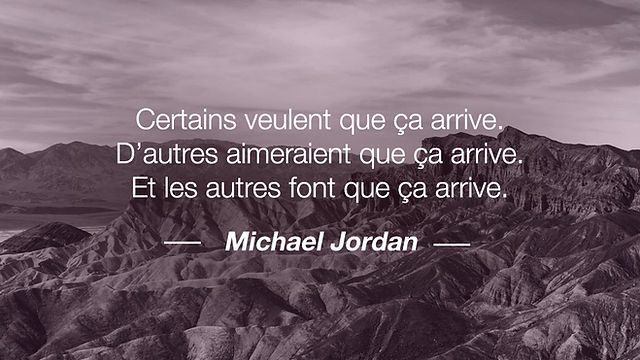 Certains veulent que ça arrive.
D’autres aimeraient que ça arrive.
Et les autres font que ça arrive.
Michael Jordan